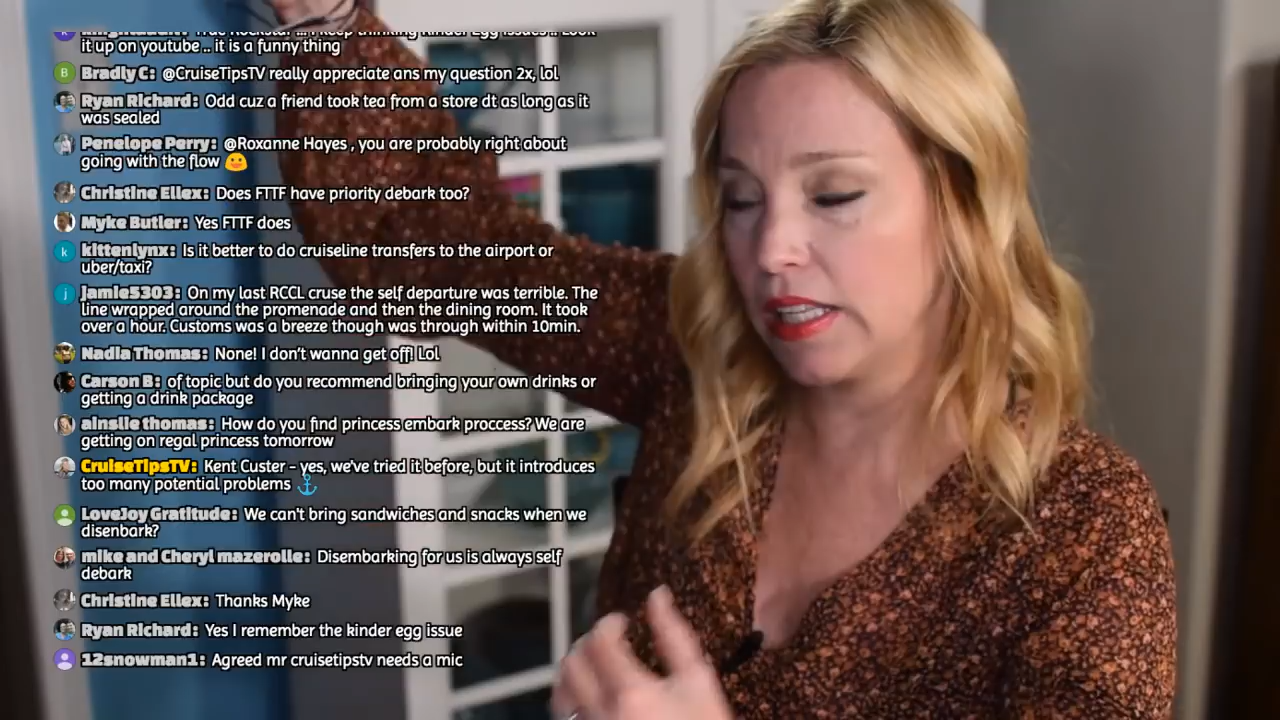 True Rockstar ... I keep thinking Kinder Egg issues .. Look
it up on youtube .. it is a funny thing
Bradly C: @CruiseTipsTV really appreciate ans my question 2x, lol
Ryan Richard: Odd cuz a friend took tea from a store dt as long as it
was sealed
Penelope Perry: @Roxanne Hayes , you are probably right about
going with the flow
Christine Ellex: Does FTTF have priority debark too?
Myke Butler: Yes FTTF does
kittenlynx: Is it better to do cruiseline transfers to the airport or
uber/taxi?
Jamie5303: On my last RCCL cruse the self departure was terrible. The
line wrapped around the promenade and then the dining room. It took
over a hour. Customs was a breeze though was through within 10min.
Nadia Thomas: None! I don't wanna get off! Lol
Carson B: of topic but do you recommend bringing your own drinks or
getting a drink package
ainslie thomas: How do you find princess embark proccess? We are
getting on regal princess tomorrow
CruiseTipsTV: Kent Custer - yes, we've tried it before, but it introduces
too many potential problems
LoveJoy Gratitude: We can't bring sandwiches and snacks when we
disenbark?
mike and Cheryl mazerolle: Disembarking for us is always self
debark
Christine Ellex: Thanks Myke
Ryan Richard: Yes I remember the kinder egg issue
12snowman1: Agreed mr cruisetipstv needs a mic